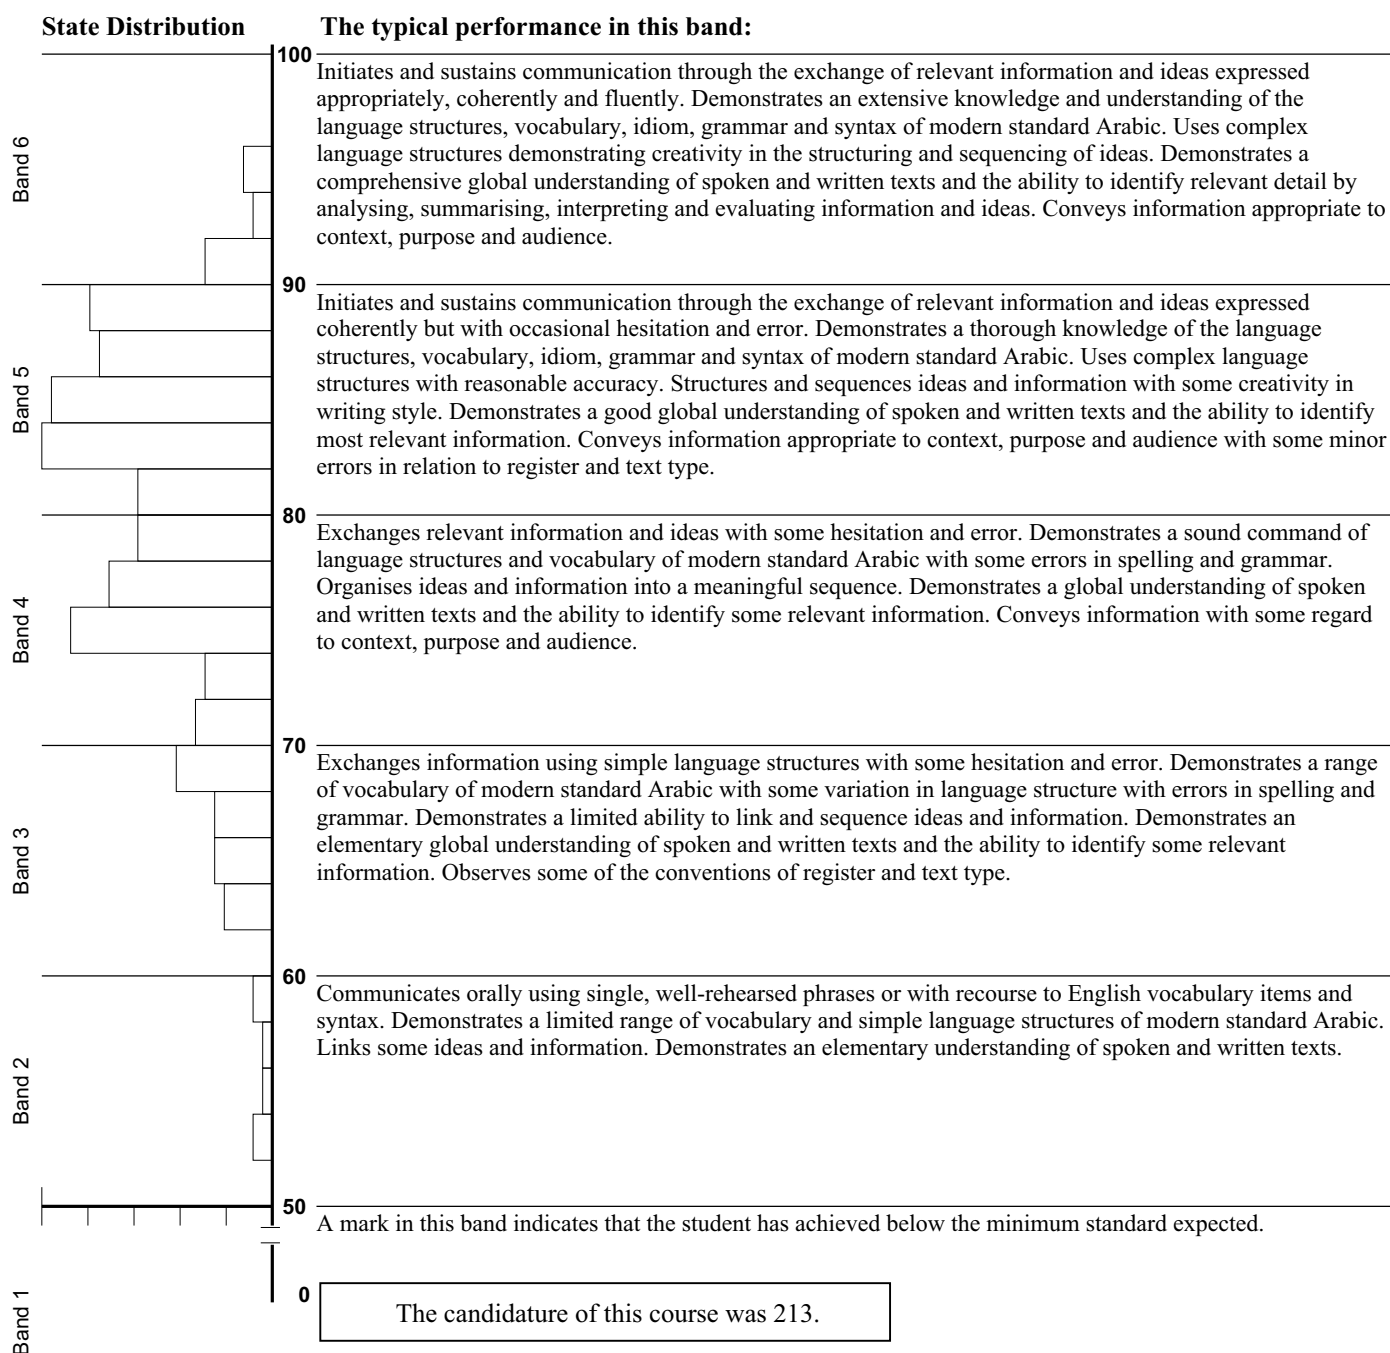 State Distribution
The typical performance in this band:
100
Band 6
Initiates and sustains communication through the exchange of relevant information and ideas expressed
appropriately, coherently and fluently. Demonstrates an extensive knowledge and understanding of the
language structures, vocabulary, idiom, grammar and syntax of modern standard Arabic. Uses complex
language structures demonstrating creativity in the structuring and sequencing of ideas. Demonstrates a
comprehensive global understanding of spoken and written texts and the ability to identify relevant detail by
analysing, summarising, interpreting and evaluating information and ideas. Conveys information appropriate to
context, purpose and audience.
90
Band 5
Initiates and sustains communication through the exchange of relevant information and ideas expressed
coherently but with occasional hesitation and error. Demonstrates a thorough knowledge of the language
structures, vocabulary, idiom, grammar and syntax of modern standard Arabic. Uses complex language
structures with reasonable accuracy. Structures and sequences ideas and information with some creativity in
writing style. Demonstrates a good global understanding of spoken and written texts and the ability to identify
most relevant information. Conveys information appropriate to context, purpose and audience with some minor
errors in relation to register and text type.
80
Band 4
Exchanges relevant information and ideas with some hesitation and error. Demonstrates a sound command of
language structures and vocabulary of modern standard Arabic with some errors in spelling and grammar.
Organises ideas and information into a meaningful sequence. Demonstrates a global understanding of spoken
and written texts and the ability to identify some relevant information. Conveys information with some regard
to context, purpose and audience.
70
Band 3
Exchanges information using simple language structures with some hesitation and error. Demonstrates a range
of vocabulary of modern standard Arabic with some variation in language structure with errors in spelling and
grammar. Demonstrates a limited ability to link and sequence ideas and information. Demonstrates an
elementary global understanding of spoken and written texts and the ability to identify some relevant
information. Observes some of the conventions of register and text type.
60
Band 2
Communicates orally using single, well-rehearsed phrases or with recourse to English vocabulary items and
syntax. Demonstrates a limited range of vocabulary and simple language structures of modern standard Arabic.
Links some ideas and information. Demonstrates an elementary understanding of spoken and written texts.
50
A mark in this band indicates that the student has achieved below the minimum standard expected.
Band 1
0
The candidature of this course was 213.